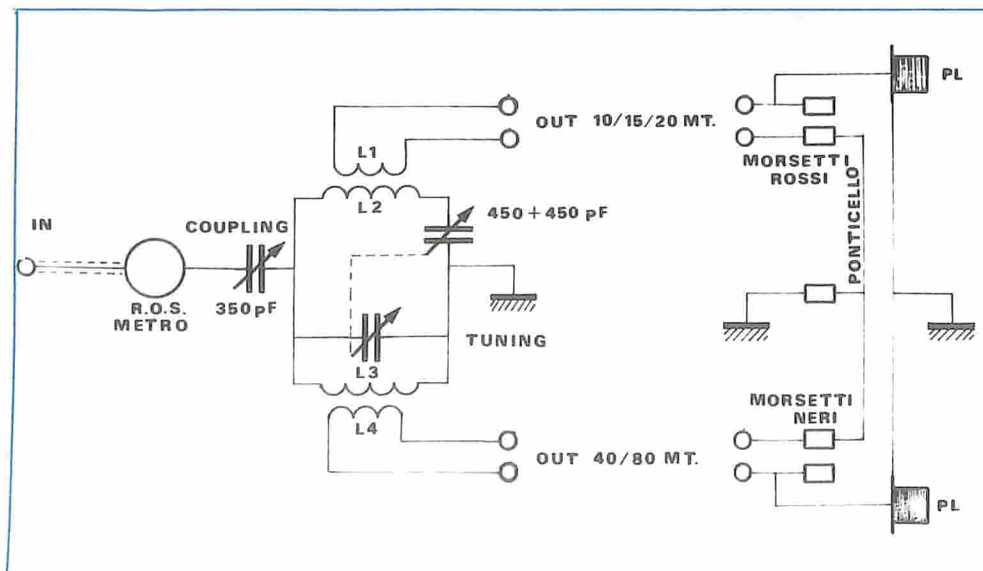 PL
OUT 10/15/20 MT.
L1
MORSETTI
ROSSI
L2
450+450 pF
IN
COUPLING
PONTICELLO
R.O.S.
METRO
350pF
TUNING
L3
MORSETTI
NERI
L4
OUT 40/80 MT.
PL